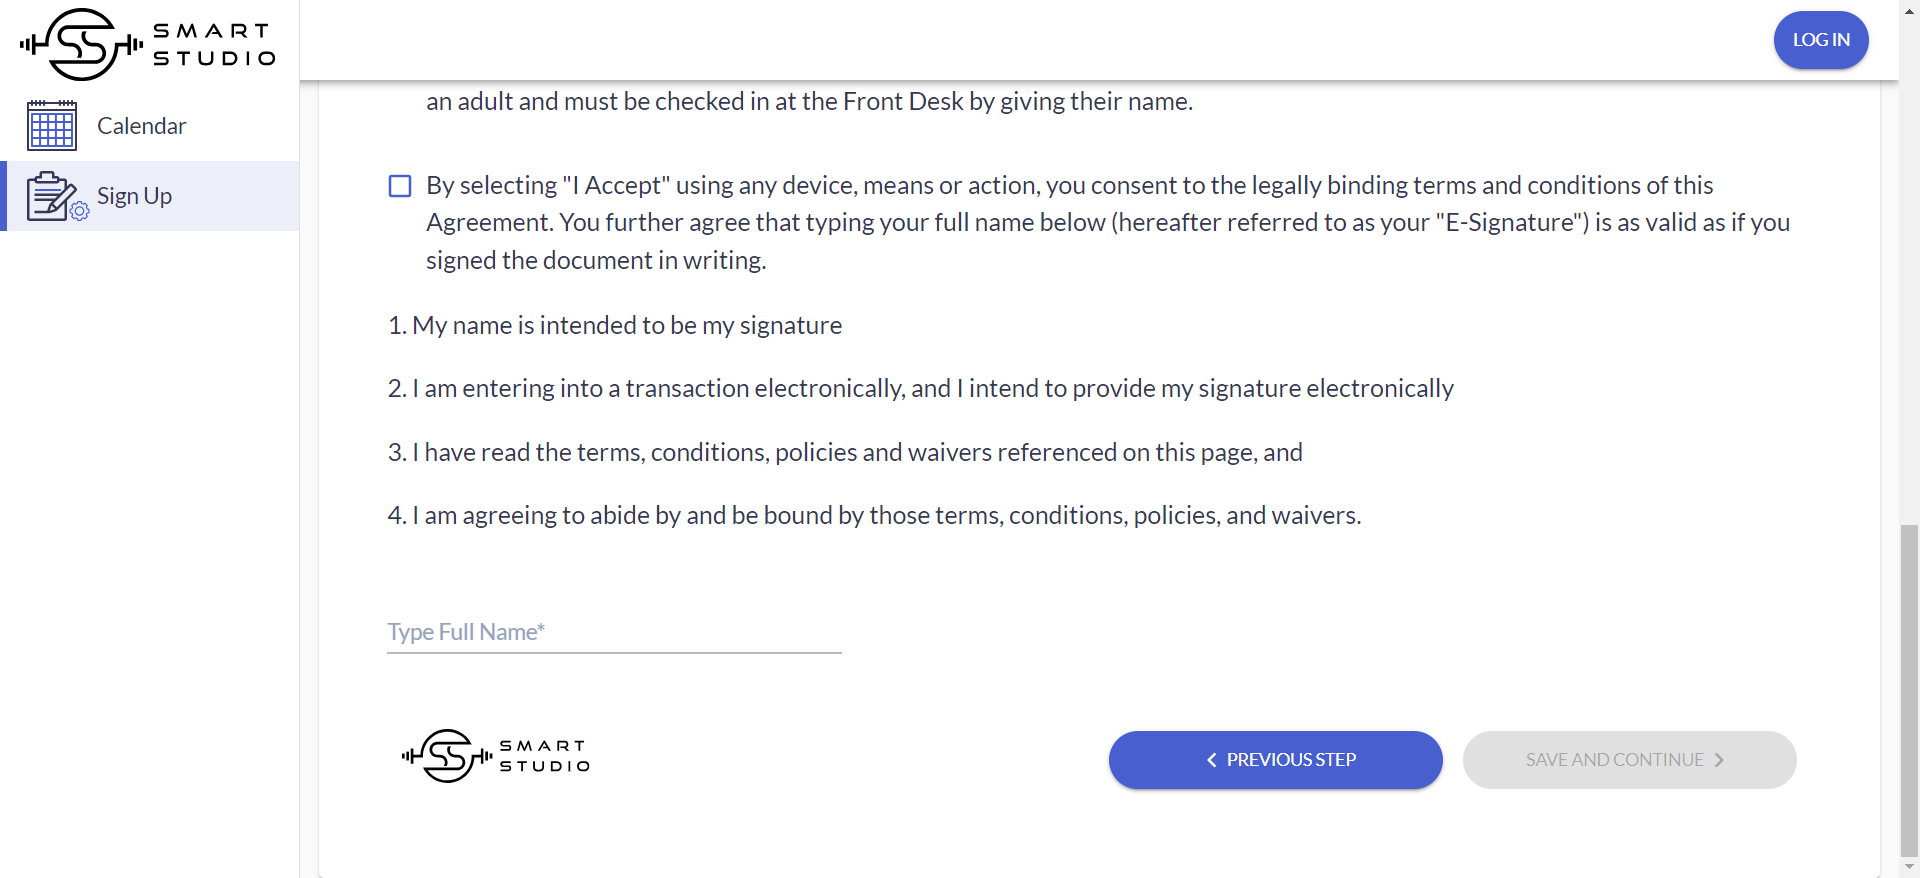 SMART
STUDIO
LOG IN
Calendar
Sign Up
an adult and must be checked in at the Front Desk by giving their name.
By selecting "I Accept" using any device, means or action, you consent to the legally binding terms and conditions of this
Agreement. You further agree that typing your full name below (hereafter referred to as your "E-Signature") is as valid as if you
signed the document in writing.
1. My name is intended to be my signature
2. I am entering into a transaction electronically, and I intend to provide my signature electronically
3. I have read the terms, conditions, policies and waivers referenced on this page, and
4. I am agreeing to abide by and be bound by those terms, conditions, policies, and waivers.
Type Full Name*
SMART
STUDIO
PREVIOUS STEP
SAVE AND CONTINUE